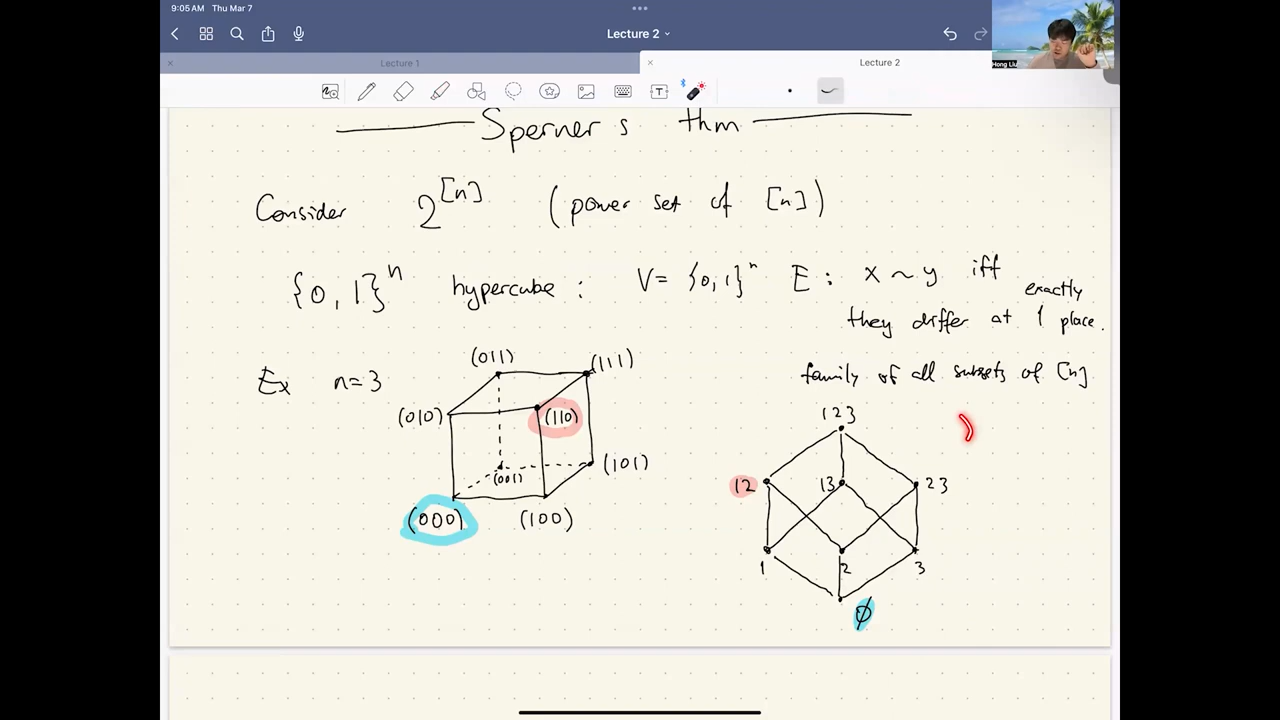 9:05 AM Thu Mar 7
Lecture 2
Hong Liu
Lecture 1
Lecture 2
T
Sperner s thm
Consider 2^[n] (power set of [n])
{0, 1}^n hypercube: V = {0, 1}^n E: x ~ y iff
exactly
they differ at 1 place.
Ex n=3
family of all subsets of [n]
(011)
(111)
(010)
(110)
(001)
(101)
(000)
(100)
123
12
13
23
1
2
3
∅